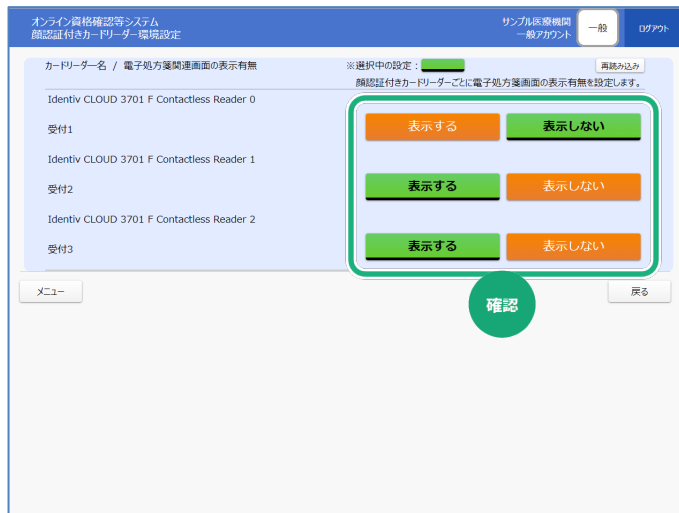 オンライン資格確認等システム
顔認証付きカードリーダー環境設定
サンプル医療機関
一般アカウント
一般
ログアウト
カードリーダー名 / 電子処方箋関連画面の表示有無
※選択中の設定：
再読み込み
顔認証付きカードリーダーごとに電子処方箋画面の表示有無を設定します。
Identiv CLOUD 3701 F Contactless Reader 0
受付1
表示する
表示しない
Identiv CLOUD 3701 F Contactless Reader 1
受付2
表示する
表示しない
Identiv CLOUD 3701 F Contactless Reader 2
受付3
表示する
表示しない
メニュー
戻る
確認